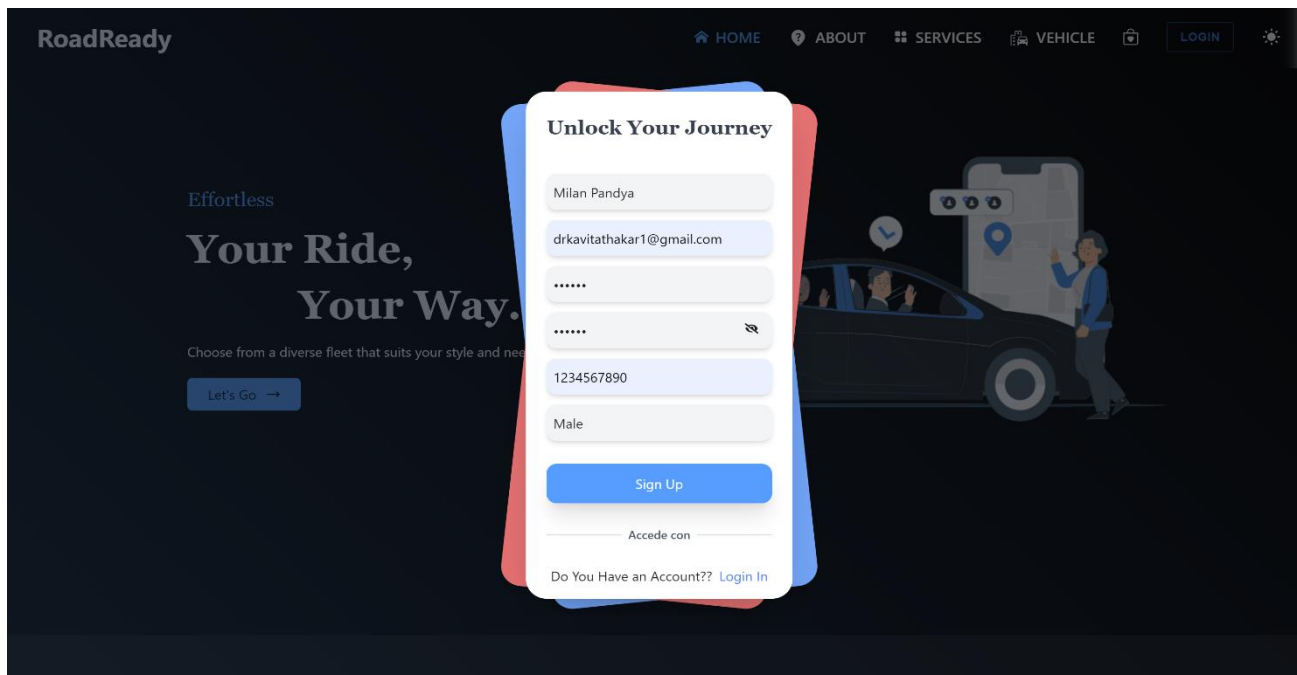 RoadReady
HOME
ABOUT
SERVICES
VEHICLE
LOGIN
Unlock Your Journey
Milan Pandya
drkavitathakar1@gmail.com
••••••
••••••
1234567890
Male
Sign Up
Accede con
Do You Have an Account?? Login In
Effortless
Your Ride,
Your Way.
Choose from a diverse fleet that suits your style and
Let's Go →